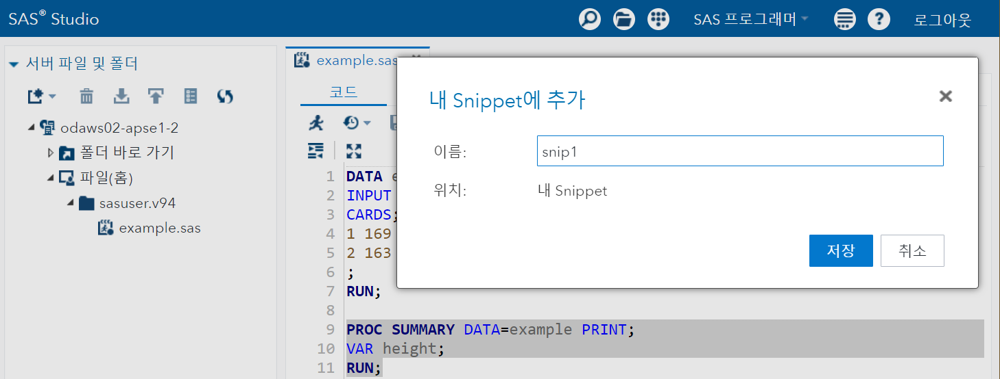 SAS® Studio
SAS 프로그래머
로그아웃
서버 파일 및 폴더
odaws02-apse1-2
폴더 바로 가기
파일(홈)
sasuser.v94
example.sas
example.sas
코드
1 DATA
2 INPUT
3 CARDS;
4 1 169
5 2 163
6 ;
7 RUN;
8
9 PROC SUMMARY DATA=example PRINT;
10 VAR height;
11 RUN;
내 Snippet에 추가
이름: snip1
위치: 내 Snippet
저장 취소